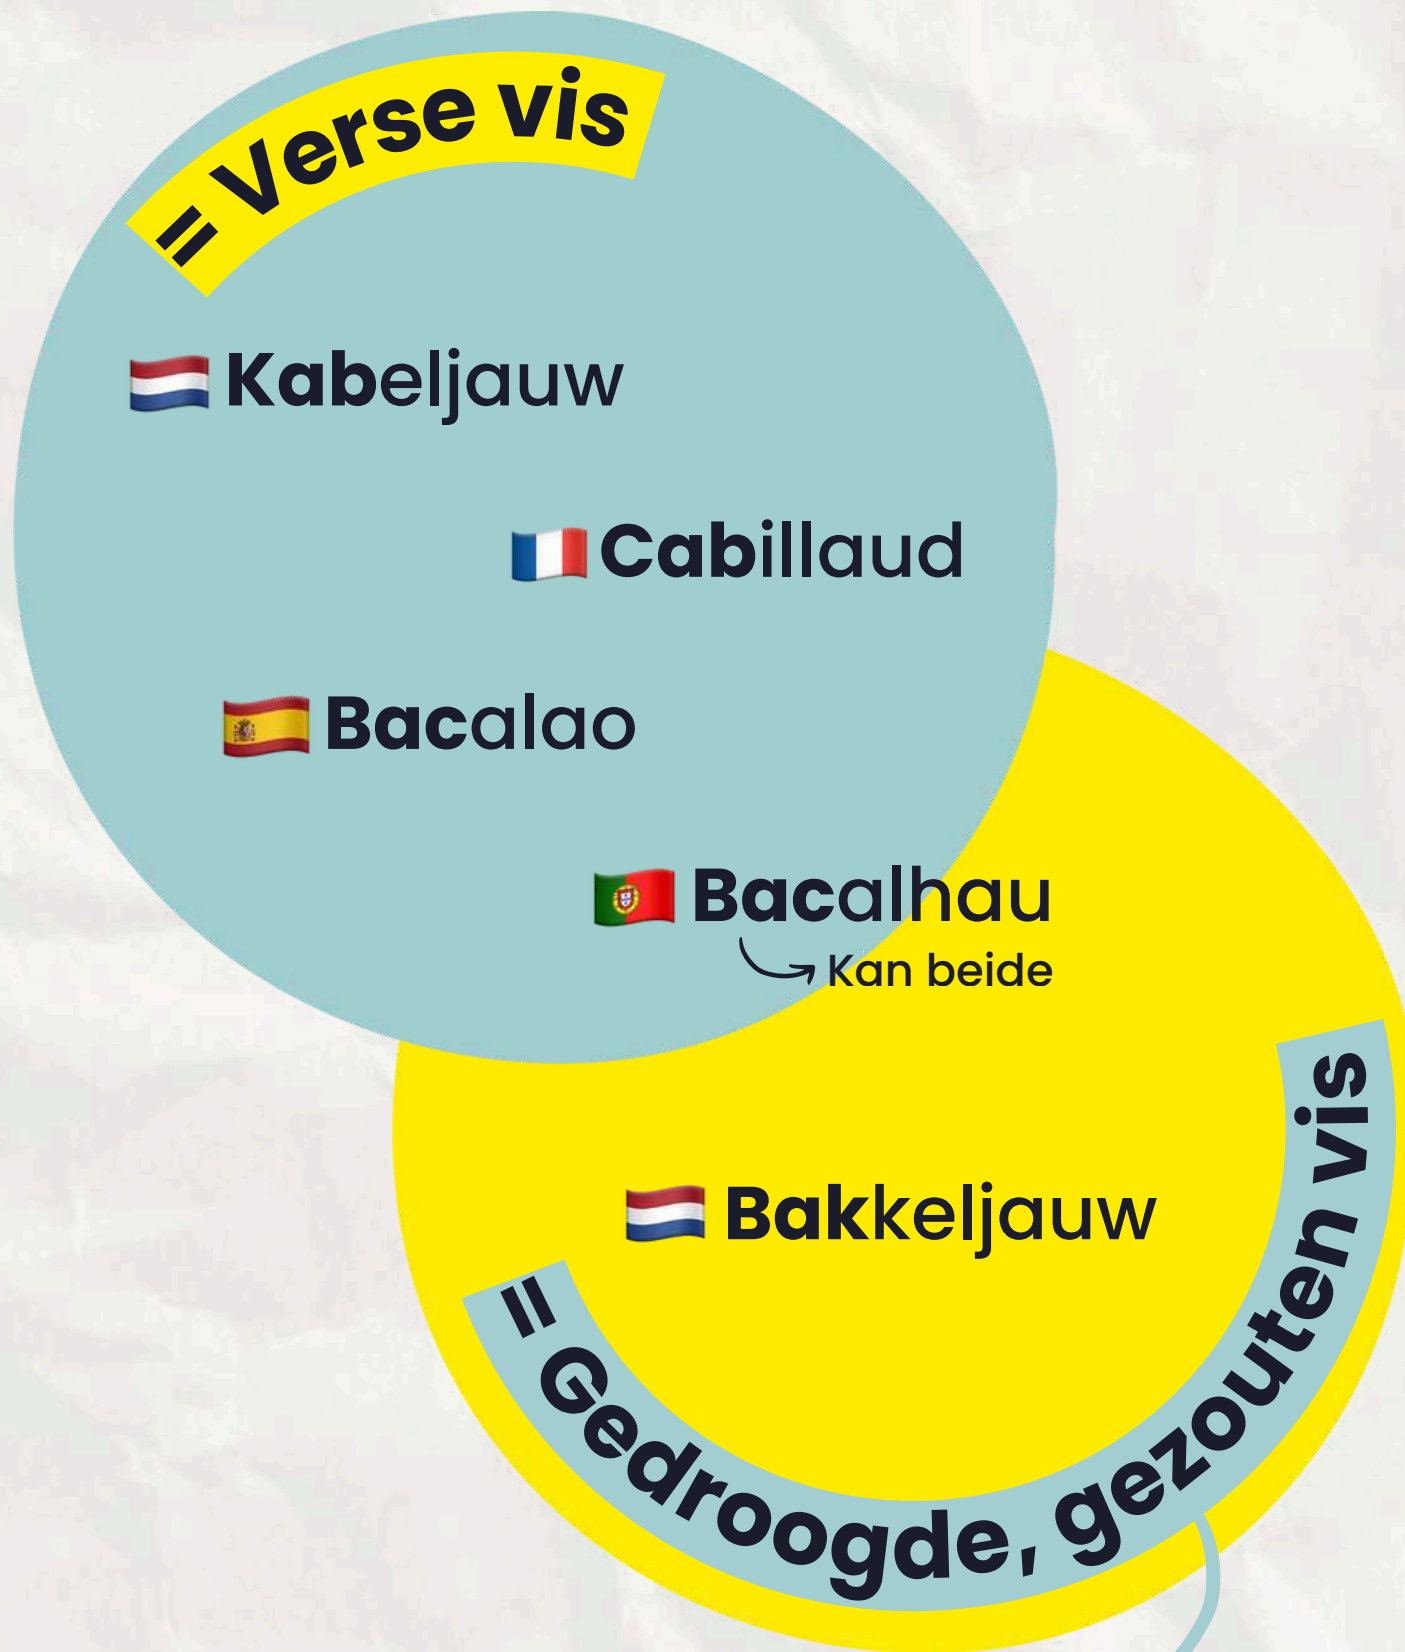 = Verse vis
Kabeljauw
Cabillaud
Bacalao
Bacalhau
Kan beide
Bakkeljauw
= Gedroogde, gezouten vis